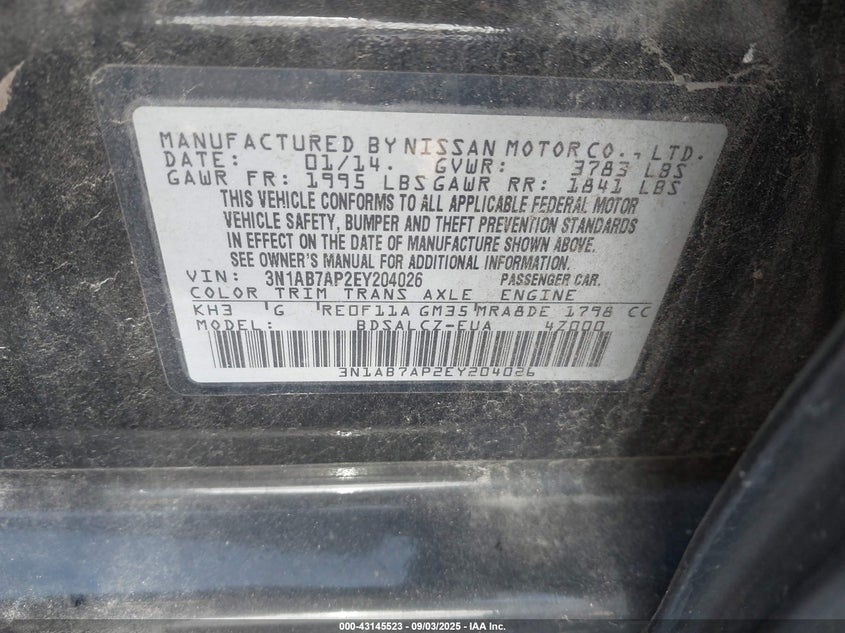 MANUFACTURED BY NISSAN MOTOR CO., LTD.
DATE: 01/14. GVWR: 3783 LBS
GAWR FR: 1995 LBS GAWR RR: 1841 LBS
THIS VEHICLE CONFORMS TO ALL APPLICABLE FEDERAL MOTOR
VEHICLE SAFETY, BUMPER AND THEFT PREVENTION STANDARDS
IN EFFECT ON THE DATE OF MANUFACTURE SHOWN ABOVE.
SEE OWNER'S MANUAL FOR ADDITIONAL INFORMATION.
VIN: 3N1AB7AP2EY204026 PASSENGER CAR.
COLOR TRIM TRANS AXLE ENGINE
KH3 G RE0F11A GM35 MRA8DE 1798 CC
MODEL: BDSALCZ-EUA 47000
3N1AB7AP2EY204026
000-43145523 - 09/03/2025 - IAA Inc.